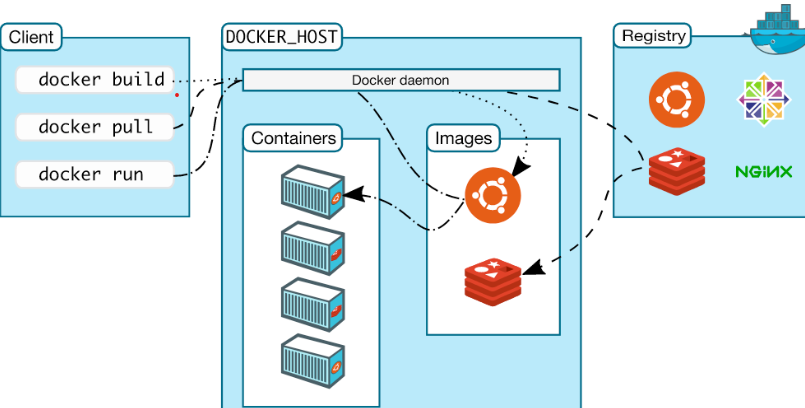 Client
docker build
docker pull
docker run
DOCKER_HOST
Docker daemon
Containers
Images
Registry
NGINX